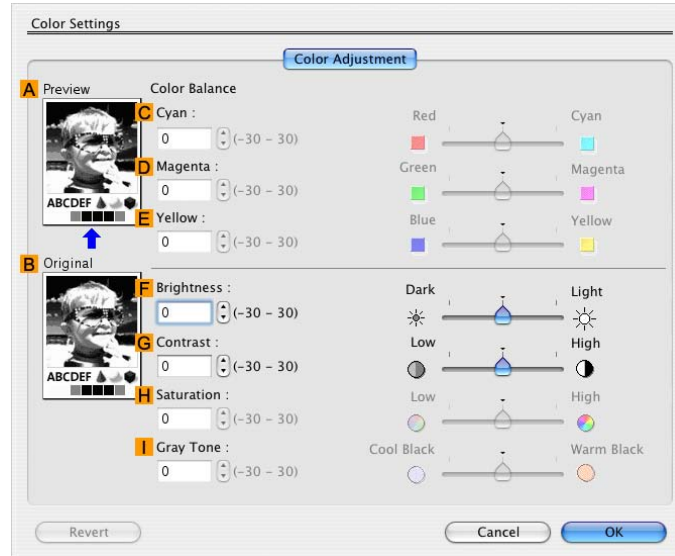 Color Settings
Color Adjustment
A Preview
Color Balance
C Cyan :
0 (-30 – 30)
Red Cyan
D Magenta :
0 (-30 – 30)
Green Magenta
E Yellow :
0 (-30 – 30)
Blue Yellow
ABCDEF
B Original
ABCDEF
F Brightness :
0 (-30 – 30)
Dark Light
G Contrast :
0 (-30 – 30)
Low High
H Saturation :
0 (-30 – 30)
Low High
I Gray Tone :
0 (-30 – 30)
Cool Black Warm Black
Revert Cancel OK